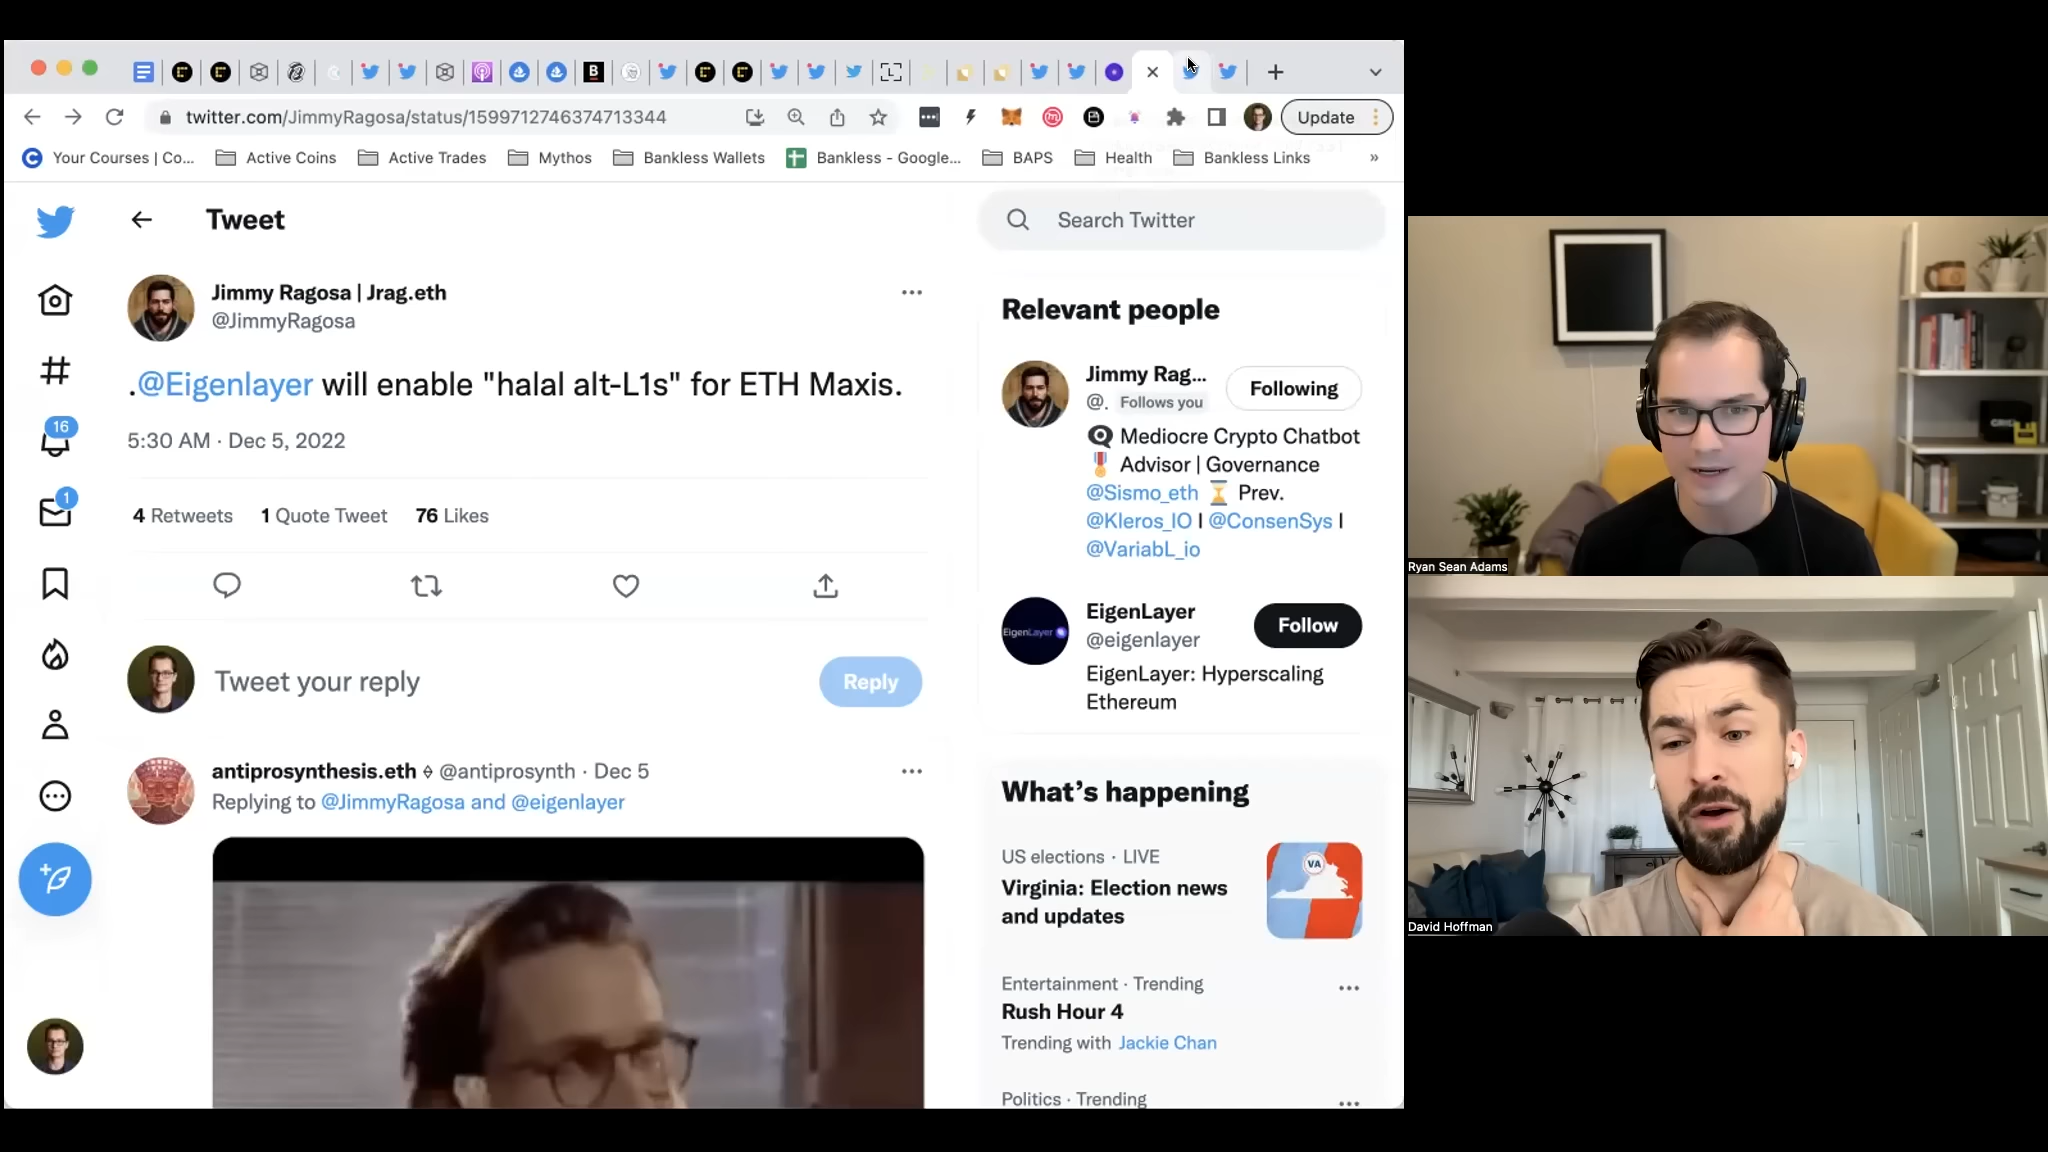 twitter.com/JimmyRagosa/status/1599712746374713344
Update
Your Courses | Co...
Active Coins
Active Trades
Mythos
Bankless Wallets
Bankless - Google...
BAPS
Health
Bankless Links
»
Tweet
Search Twitter
Jimmy Ragosa | Jrag.eth
@JimmyRagosa
.@Eigenlayer will enable "halal alt-L1s" for ETH Maxis.
5:30 AM · Dec 5, 2022
4 Retweets 1 Quote Tweet 76 Likes
16
1
Tweet your reply
Reply
antiprosynthesis.eth @antiprosynth · Dec 5
Replying to @JimmyRagosa and @eigenlayer
Relevant people
Jimmy Rag...
@. Follows you
Following
Mediocre Crypto Chatbot
Advisor | Governance
@Sismo_eth Prev.
@Kleros_IO l @ConsenSys l
@VariabL_io
EigenLayer
EigenLayer
@eigenlayer
Follow
EigenLayer: Hyperscaling
Ethereum
What's happening
US elections · LIVE
Virginia: Election news
and updates
VA
Entertainment · Trending
Rush Hour 4
Trending with Jackie Chan
Politics · Trending
Ryan Sean Adams
David Hoffman